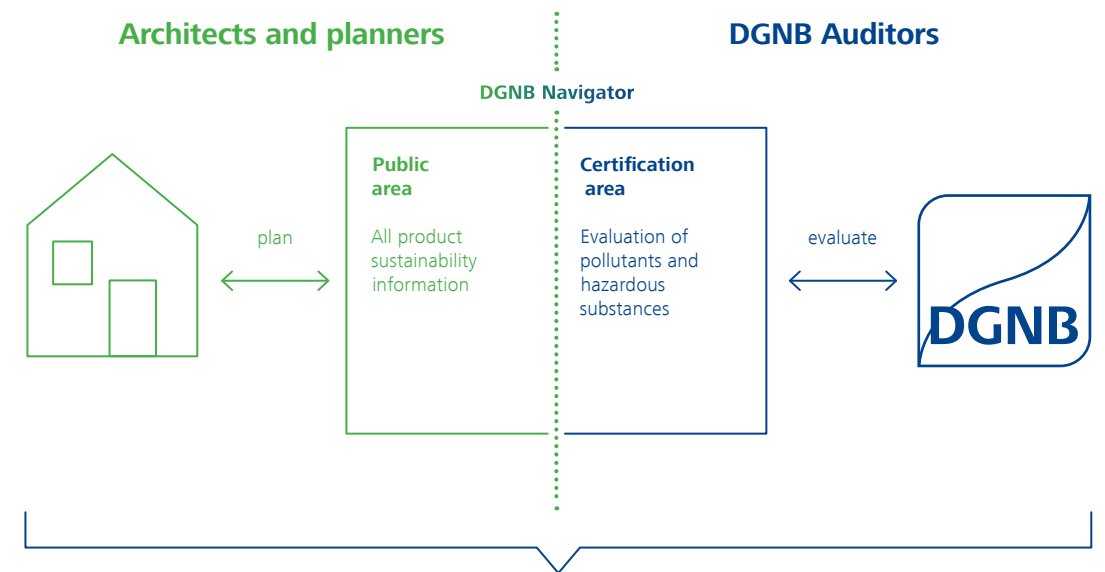 Architects and planners
DGNB Auditors
DGNB Navigator
Public
area
All product
sustainability
information
Certification
area
Evaluation of
pollutants and
hazardous
substances
plan
evaluate
DGNB